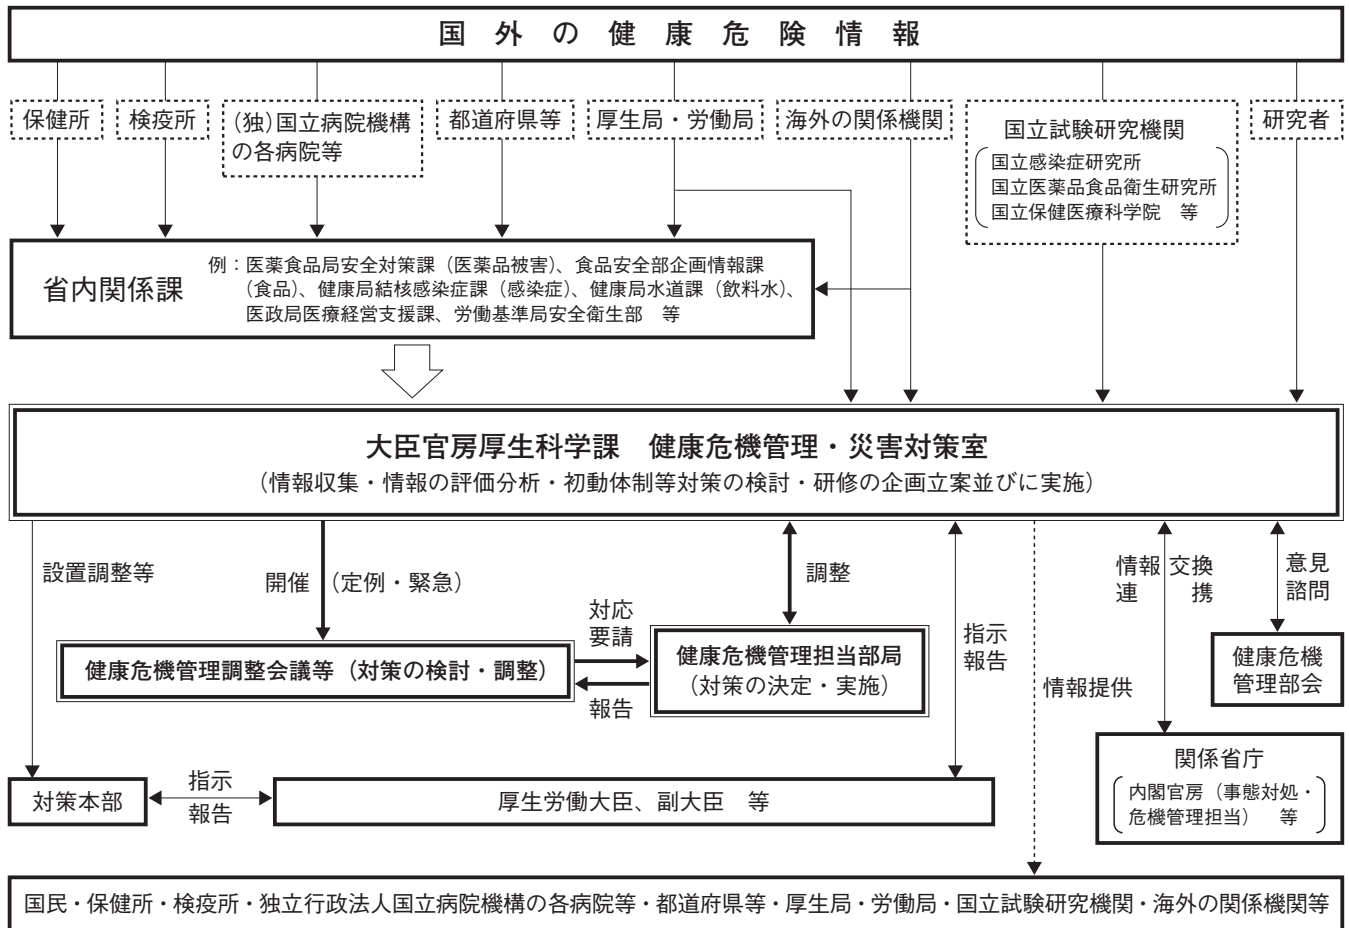 国外の健康危険情報
保健所
検疫所
(独)国立病院機構
の各病院等
都道府県等
厚生局・労働局
海外の関係機関
国立試験研究機関
国立感染症研究所
国立医薬品食品衛生研究所
国立保健医療科学院　等
研究者
省内関係課
例：医薬食品局安全対策課（医薬品被害）、食品安全部企画情報課
（食品）、健康局結核感染症課（感染症）、健康局水道課（飲料水）、
医政局医療経営支援課、労働基準局安全衛生部　等
大臣官房厚生科学課　健康危機管理・災害対策室
（情報収集・情報の評価分析・初動体制等対策の検討・研修の企画立案並びに実施）
設置調整等
開催（定例・緊急）
調整
指示
報告
情報提供
情報交換
連携
意見
諮問
健康危機管理調整会議等（対策の検討・調整）
対応
要請
報告
健康危機管理担当部局
（対策の決定・実施）
健康危機
管理部会
関係省庁
内閣官房（事態対処・
危機管理担当）　等
対策本部
指示
報告
厚生労働大臣、副大臣　等
国民・保健所・検疫所・独立行政法人国立病院機構の各病院等・都道府県等・厚生局・労働局・国立試験研究機関・海外の関係機関等